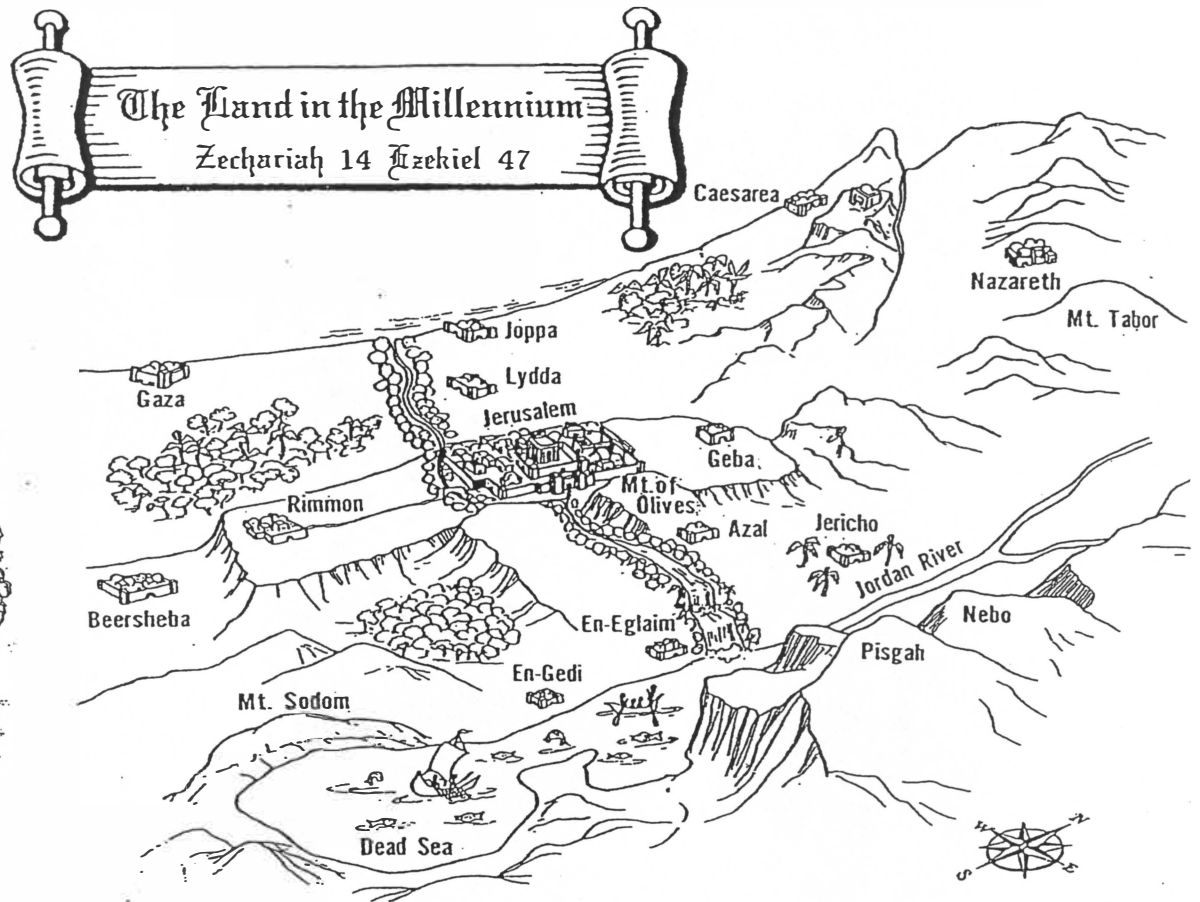 The Land in the Millennium
Zechariah 14 Ezekiel 47
Caesarea
Nazareth
Mt. Tabor
Joppa
Lydda
Gaza
Jerusalem
Geba
Mt. of
Olives
Rimmon
Azal
Jericho
Jordan River
Beersheba
En-Eglaim
Nebo
Pisgah
En-Gedi
Mt. Sodom
Dead Sea
W
N
S